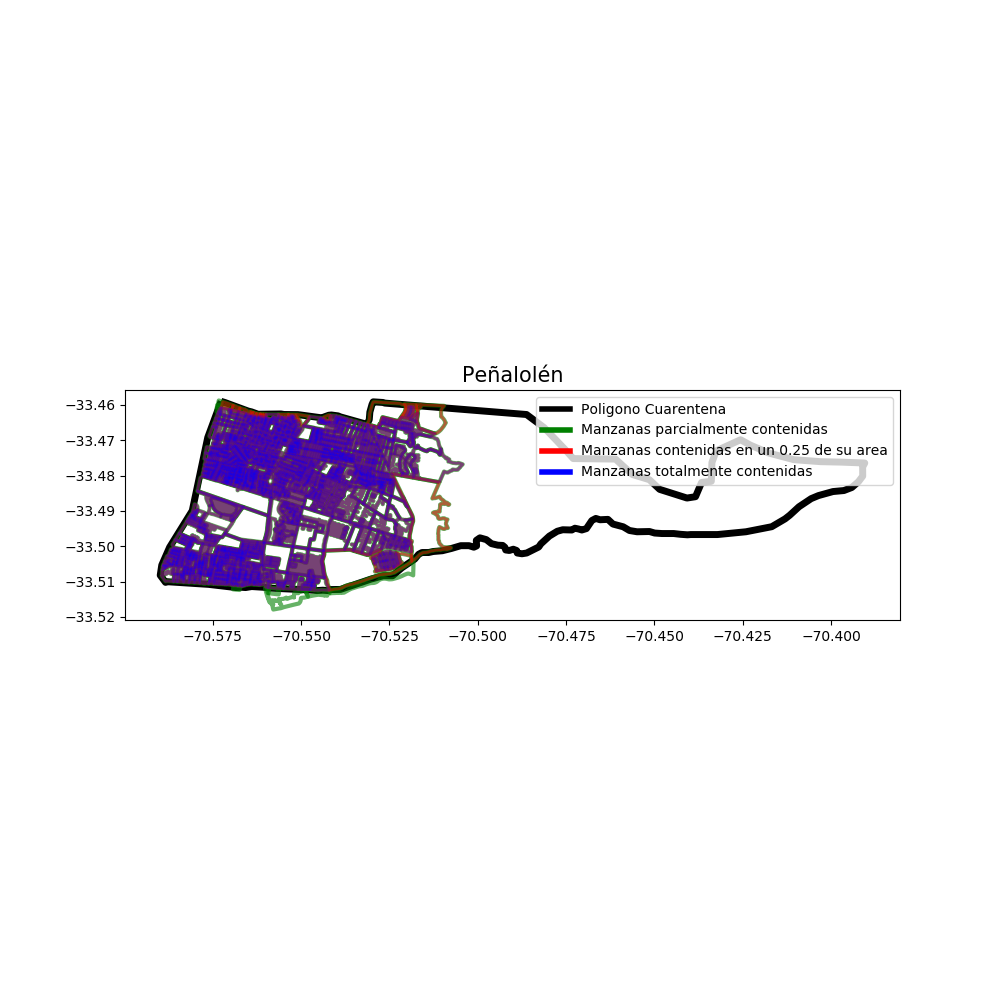 Peñalolén
−33.46
−33.47
−33.48
−33.49
−33.50
−33.51
−33.52
Poligono Cuarentena
Manzanas parcialmente contenidas
Manzanas contenidas en un 0.25 de su area
Manzanas totalmente contenidas
−70.575 −70.550 −70.525 −70.500 −70.475 −70.450 −70.425 −70.400